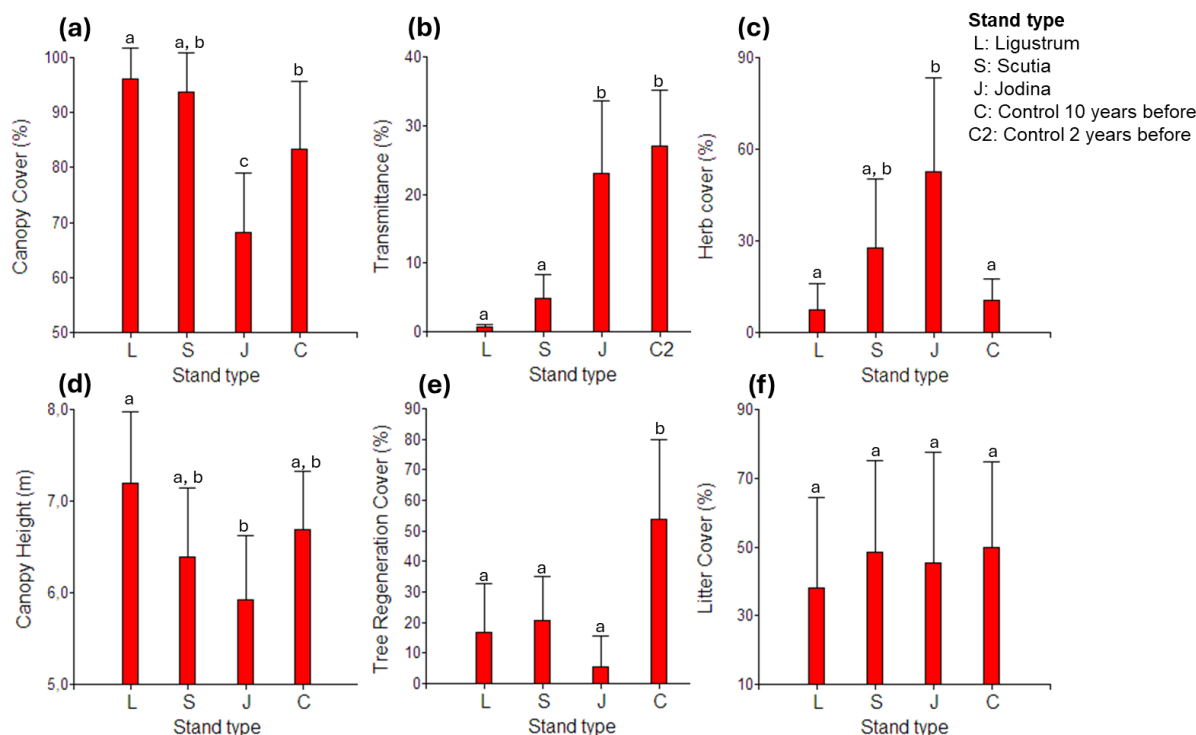 (a)
Canopy Cover (%)
100
90
80
70
60
50
a
a, b
c
b
L S J C
Stand type
(b)
Transmittance (%)
40
30
20
10
0
a
a
b
b
L S J C2
Stand type
(c)
Herb cover (%)
90
60
30
0
a
a, b
b
a
L S J C
Stand type
Stand type
L: Ligustrum
S: Scutia
J: Jodina
C: Control 10 years before
C2: Control 2 years before
(d)
Canopy Height (m)
8,0
7,0
6,0
5,0
a
a, b
b
a, b
L S J C
Stand type
(e)
Tree Regeneration Cover (%)
90
80
70
60
50
40
30
20
10
0
a
a
a
b
L S J C
Stand type
(f)
Litter Cover (%)
90
70
50
30
10
a
a
a
a
L S J C
Stand type